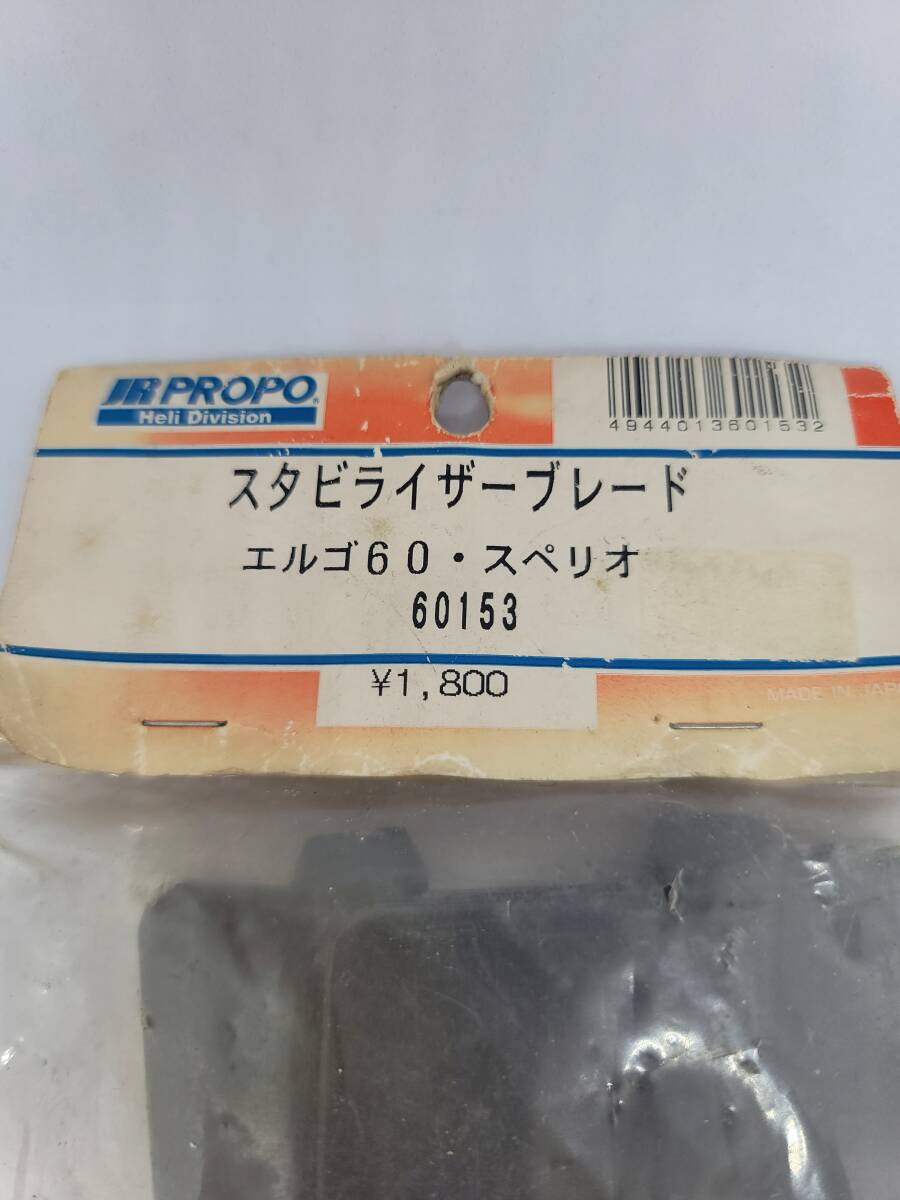 JR PROPO®
Heli Division
4944013601532
スタビライザーブレード
エルゴ60・スペリオ
60153
¥1,800
MADE IN JAPA